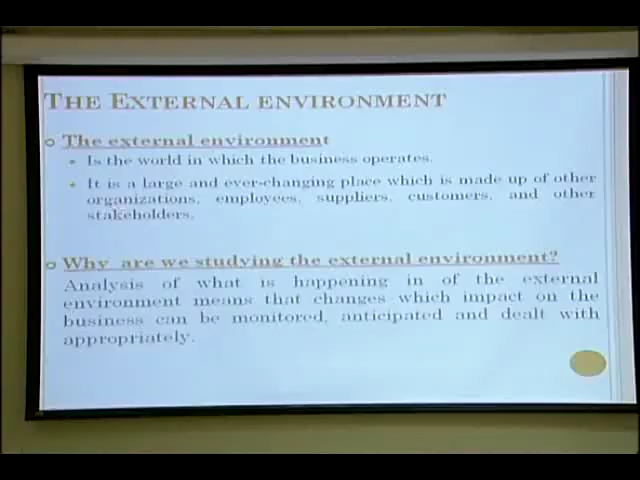 THE EXTERNAL ENVIRONMENT
The external environment
Is the world in which the business operates.
It is a large and ever-changing place which is made up of other
organizations, employees, suppliers, customers, and other
stakeholders.
Why are we studying the external environment?
Analysis of what is happening in of the external
environment means that changes which impact on the
business can be monitored, anticipated and dealt with
appropriately.